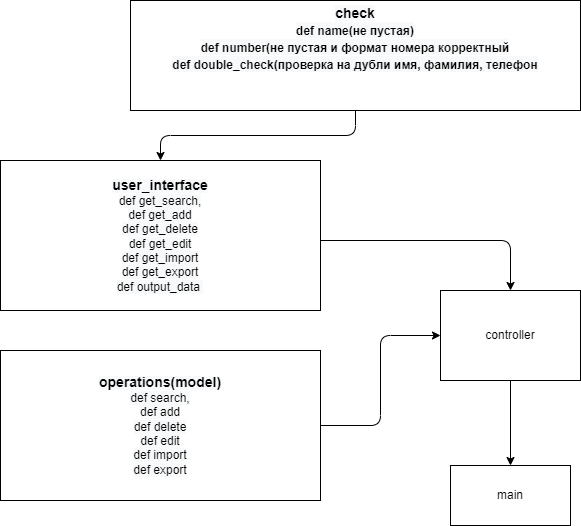 check
def name(не пустая)
def number(не пустая и формат номера корректный
def double_check(проверка на дубли имя, фамилия, телефон
user_interface
def get_search,
def get_add
def get_delete
def get_edit
def get_import
def get_export
def output_data
controller
operations(model)
def search,
def add
def delete
def edit
def import
def export
main